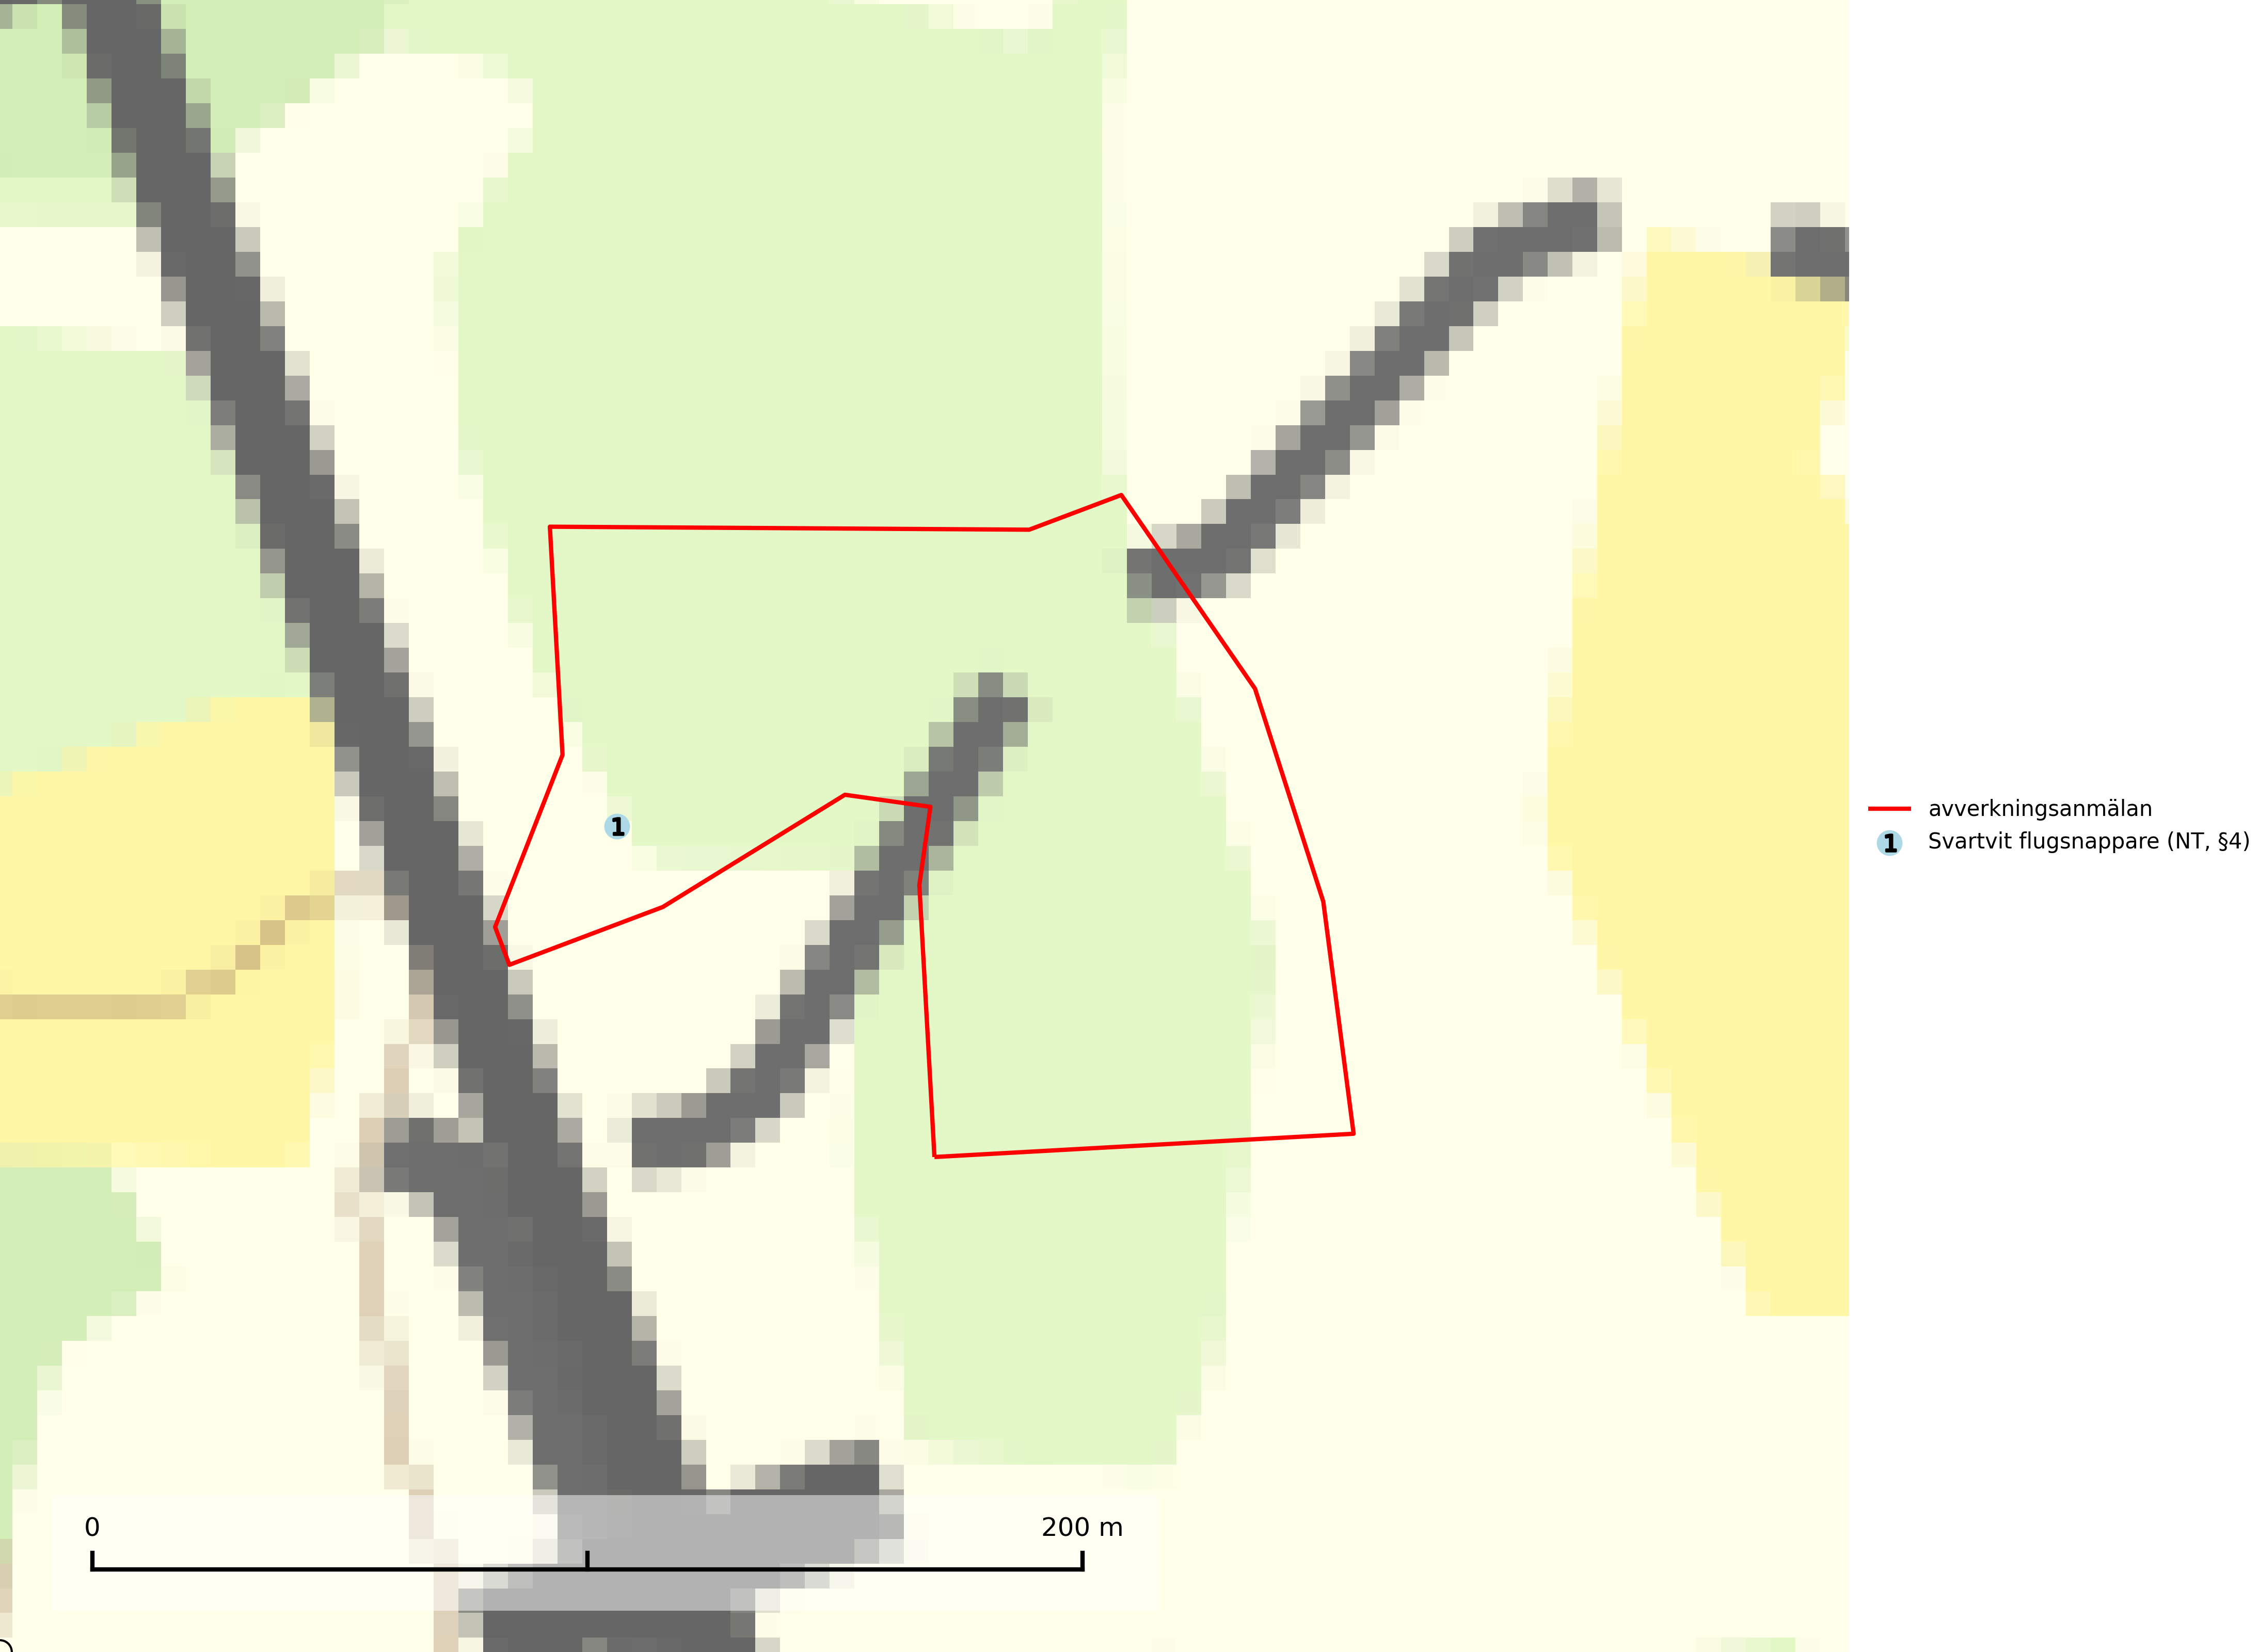 1
avverkningsanmälan
1 Svartvit flugsnappare (NT, §4)
0 200 m